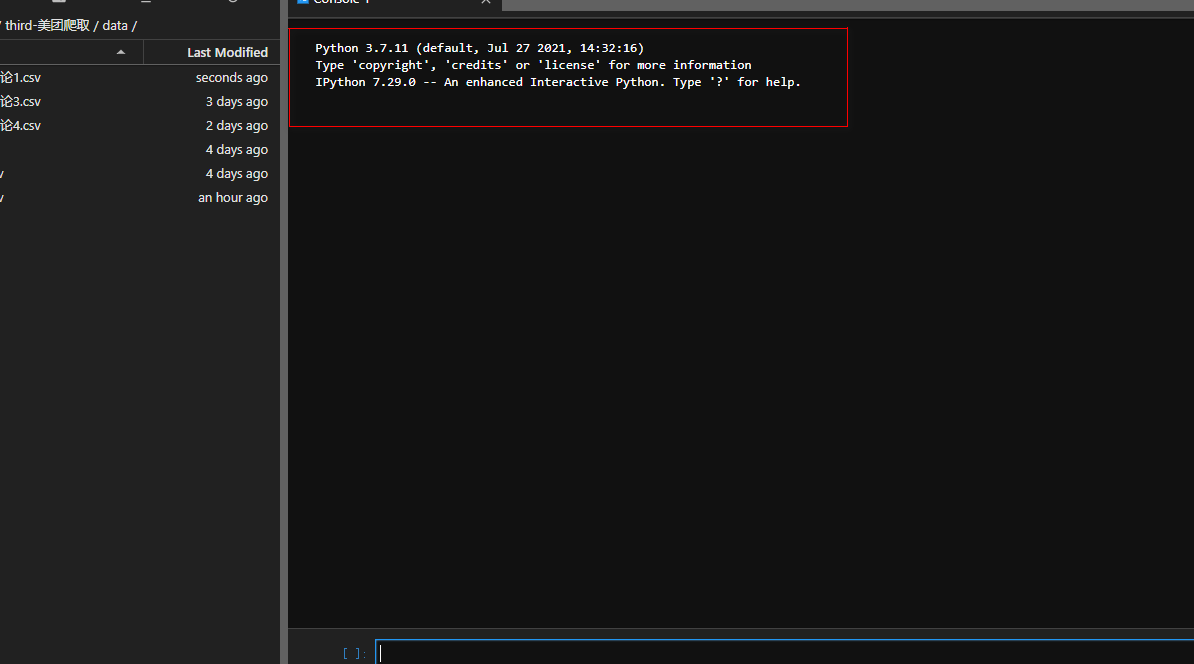 / third-美团爬取 / data /
Last Modified
论1.csv
seconds ago
论3.csv
3 days ago
论4.csv
2 days ago
4 days ago
v
4 days ago
v
an hour ago
Console 1
Python 3.7.11 (default, Jul 27 2021, 14:32:16)
Type 'copyright', 'credits' or 'license' for more information
IPython 7.29.0 -- An enhanced Interactive Python. Type '?' for help.
[ ]: